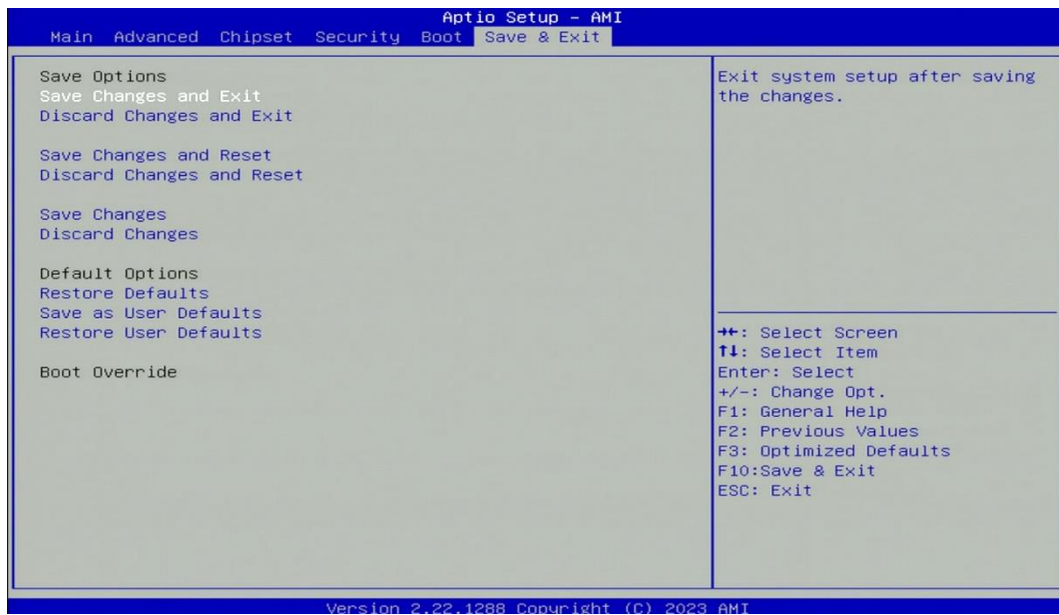 Aptio Setup – AMI
Main Advanced Chipset Security Boot Save & Exit
Save Options
Save Changes and Exit
Discard Changes and Exit
Save Changes and Reset
Discard Changes and Reset
Save Changes
Discard Changes
Default Options
Restore Defaults
Save as User Defaults
Restore User Defaults
Boot Override
Exit system setup after saving
the changes.
→←: Select Screen
↑↓: Select Item
Enter: Select
+/-: Change Opt.
F1: General Help
F2: Previous Values
F3: Optimized Defaults
F10:Save & Exit
ESC: Exit
Version 2.22.1288 Copyright (C) 2023 AMI